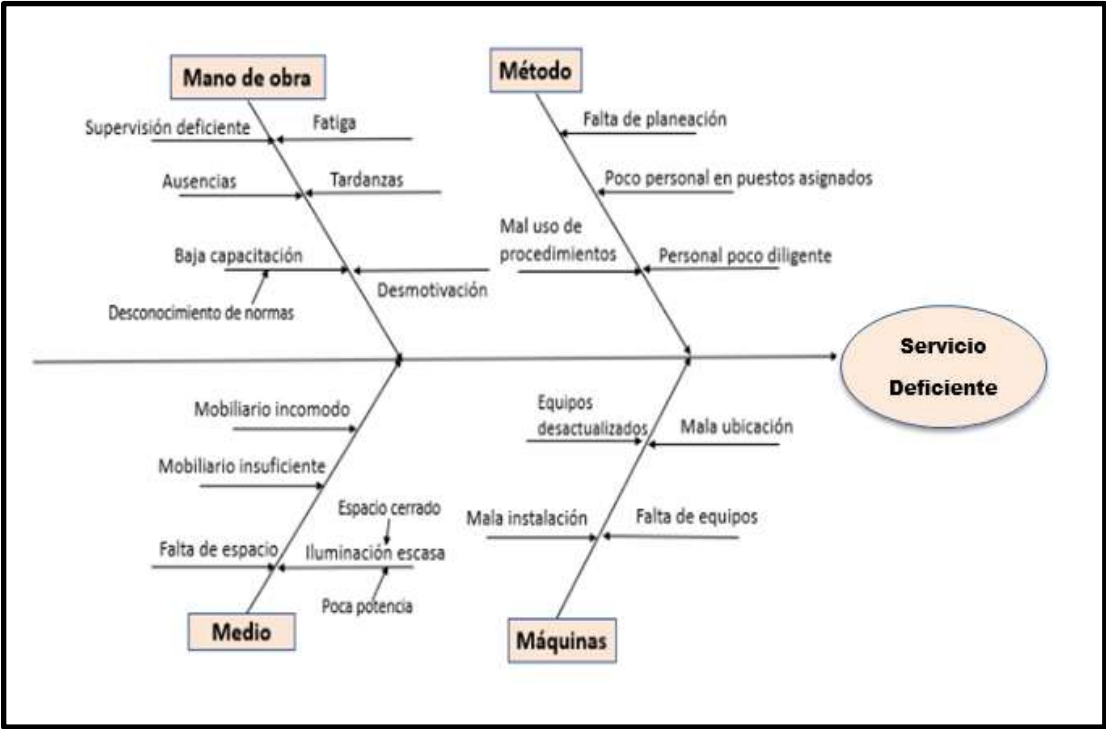 Mano de obra
Supervisión deficiente
Fatiga
Ausencias
Tardanzas
Baja capacitación
Desmotivación
Desconocimiento de normas
Método
Falta de planeación
Poco personal en puestos asignados
Mal uso de
procedimientos
Personal poco diligente
Servicio
Deficiente
Mobiliario incomodo
Mobiliario insuficiente
Espacio cerrado
Falta de espacio
Iluminación escasa
Poca potencia
Medio
Equipos
desactualizados
Mala ubicación
Mala instalación
Falta de equipos
Máquinas